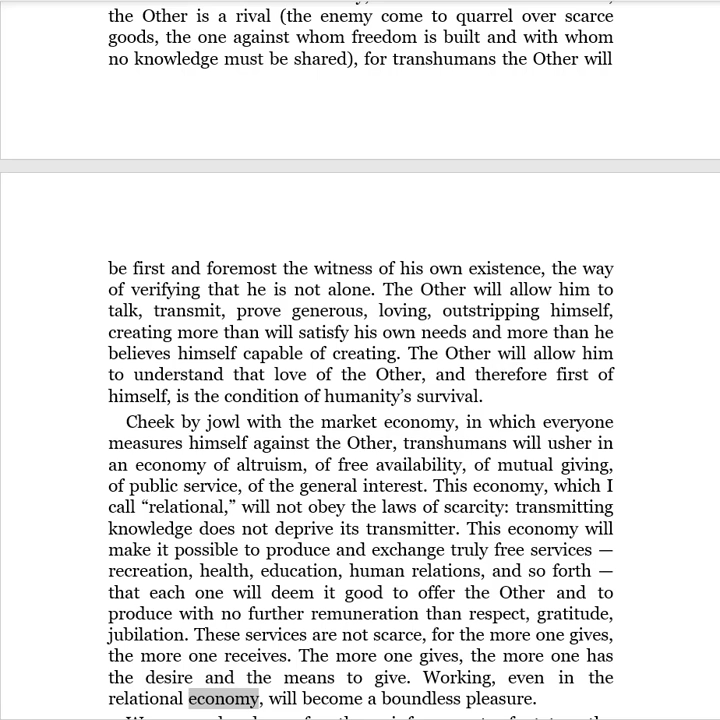 the Other is a rival (the enemy come to quarrel over scarce
goods, the one against whom freedom is built and with whom
no knowledge must be shared), for transhumans the Other will
be first and foremost the witness of his own existence, the way
of verifying that he is not alone. The Other will allow him to
talk, transmit, prove generous, loving, outstripping himself,
creating more than will satisfy his own needs and more than he
believes himself capable of creating. The Other will allow him
to understand that love of the Other, and therefore first of
himself, is the condition of humanity’s survival.
Cheek by jowl with the market economy, in which everyone
measures himself against the Other, transhumans will usher in
an economy of altruism, of free availability, of mutual giving,
of public service, of the general interest. This economy, which I
call “relational,” will not obey the laws of scarcity: transmitting
knowledge does not deprive its transmitter. This economy will
make it possible to produce and exchange truly free services —
recreation, health, education, human relations, and so forth —
that each one will deem it good to offer the Other and to
produce with no further remuneration than respect, gratitude,
jubilation. These services are not scarce, for the more one gives,
the more one receives. The more one gives, the more one has
the desire and the means to give. Working, even in the
relational economy, will become a boundless pleasure.